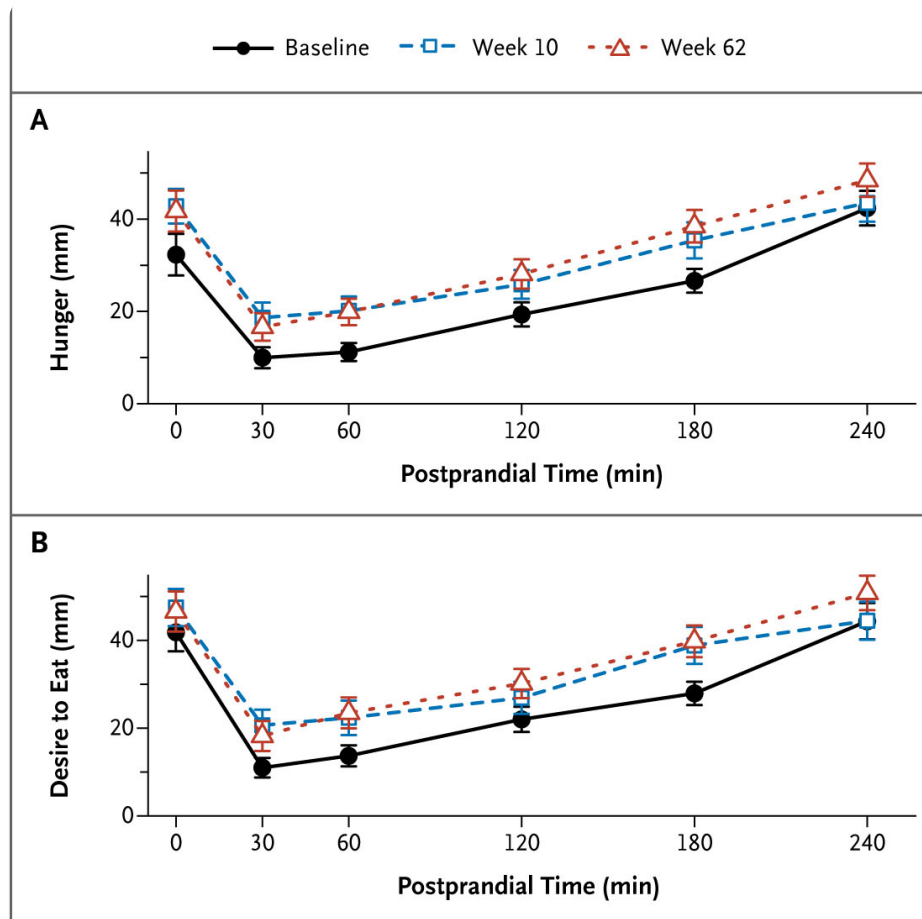 Baseline Week 10 Week 62
A
Hunger (mm)
40
20
0
0 30 60 120 180 240
Postprandial Time (min)
B
Desire to Eat (mm)
40
20
0
0 30 60 120 180 240
Postprandial Time (min)